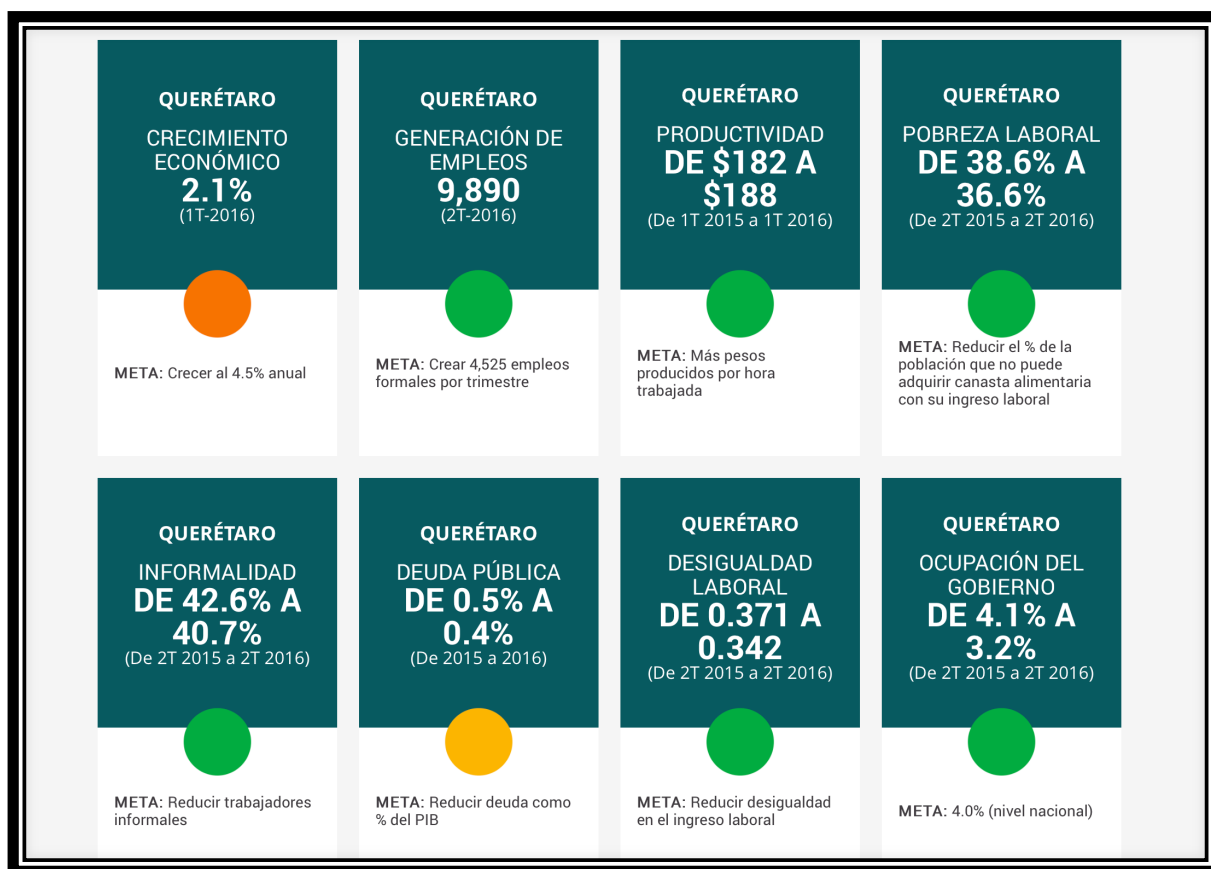 QUERÉTARO
CRECIMIENTO
ECONÓMICO
2.1%
(1T-2016)
META: Crecer al 4.5% anual
QUERÉTARO
GENERACIÓN DE
EMPLEOS
9,890
(2T-2016)
META: Crear 4,525 empleos
formales por trimestre
QUERÉTARO
PRODUCTIVIDAD
DE $182 A
$188
(De 1T 2015 a 1T 2016)
META: Más pesos
producidos por hora
trabajada
QUERÉTARO
POBREZA LABORAL
DE 38.6% A
36.6%
(De 2T 2015 a 2T 2016)
META: Reducir el % de la
población que no puede
adquirir canasta alimentaria
con su ingreso laboral
QUERÉTARO
INFORMALIDAD
DE 42.6% A
40.7%
(De 2T 2015 a 2T 2016)
META: Reducir trabajadores
informales
QUERÉTARO
DEUDA PÚBLICA
DE 0.5% A
0.4%
(De 2015 a 2016)
META: Reducir deuda como
% del PIB
QUERÉTARO
DESIGUALDAD
LABORAL
DE 0.371 A
0.342
(De 2T 2015 a 2T 2016)
META: Reducir desigualdad
en el ingreso laboral
QUERÉTARO
OCUPACIÓN DEL
GOBIERNO
DE 4.1% A
3.2%
(De 2T 2015 a 2T 2016)
META: 4.0% (nivel nacional)